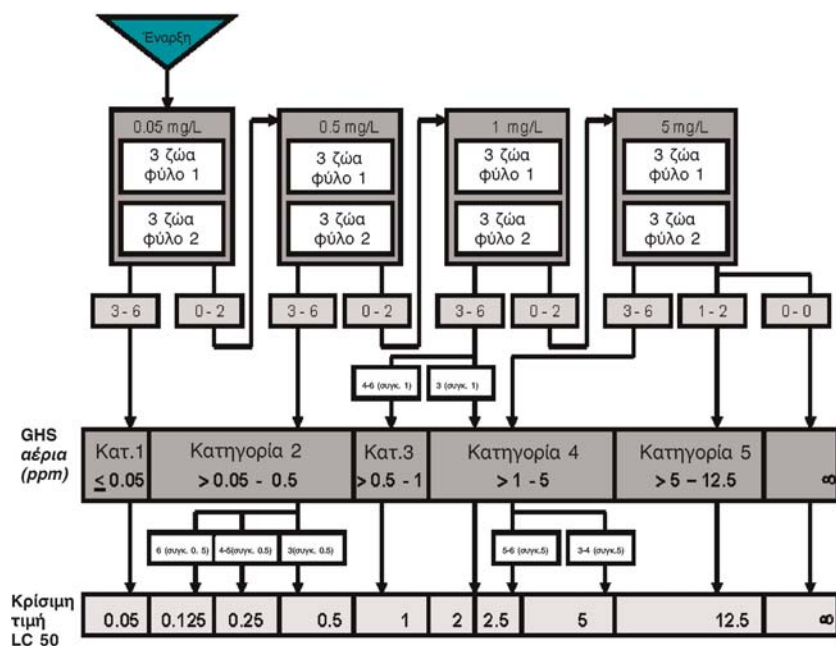 Έναρξη
0.05 mg/L
0.5 mg/L
1 mg/L
5 mg/L
3 ζώα
φύλο 1
3 ζώα
φύλο 1
3 ζώα
φύλο 1
3 ζώα
φύλο 1
3 ζώα
φύλο 2
3 ζώα
φύλο 2
3 ζώα
φύλο 2
3 ζώα
φύλο 2
3 - 6
0 - 2
3 - 6
0 - 2
3 - 6
0 - 2
3 - 6
1 - 2
0 - 0
4-6 (συγκ. 1)
3 (συγκ. 1)
GHS
αέρια
(ppm)
Κατ.1
≤ 0.05
Κατηγορία 2
> 0.05 - 0.5
Κατ.3
> 0.5 - 1
Κατηγορία 4
> 1 - 5
Κατηγορία 5
> 5 – 12.5
∞
6 (συγκ. 0. 5)
4-5(συγκ. 0.5)
3(συγκ. 0.5)
5-6 (συγκ.5)
3-4 (συγκ.5)
Κρίσιμη
τιμή
LC 50
0.05
0.125
0.25
0.5
1
2
2.5
5
12.5
∞